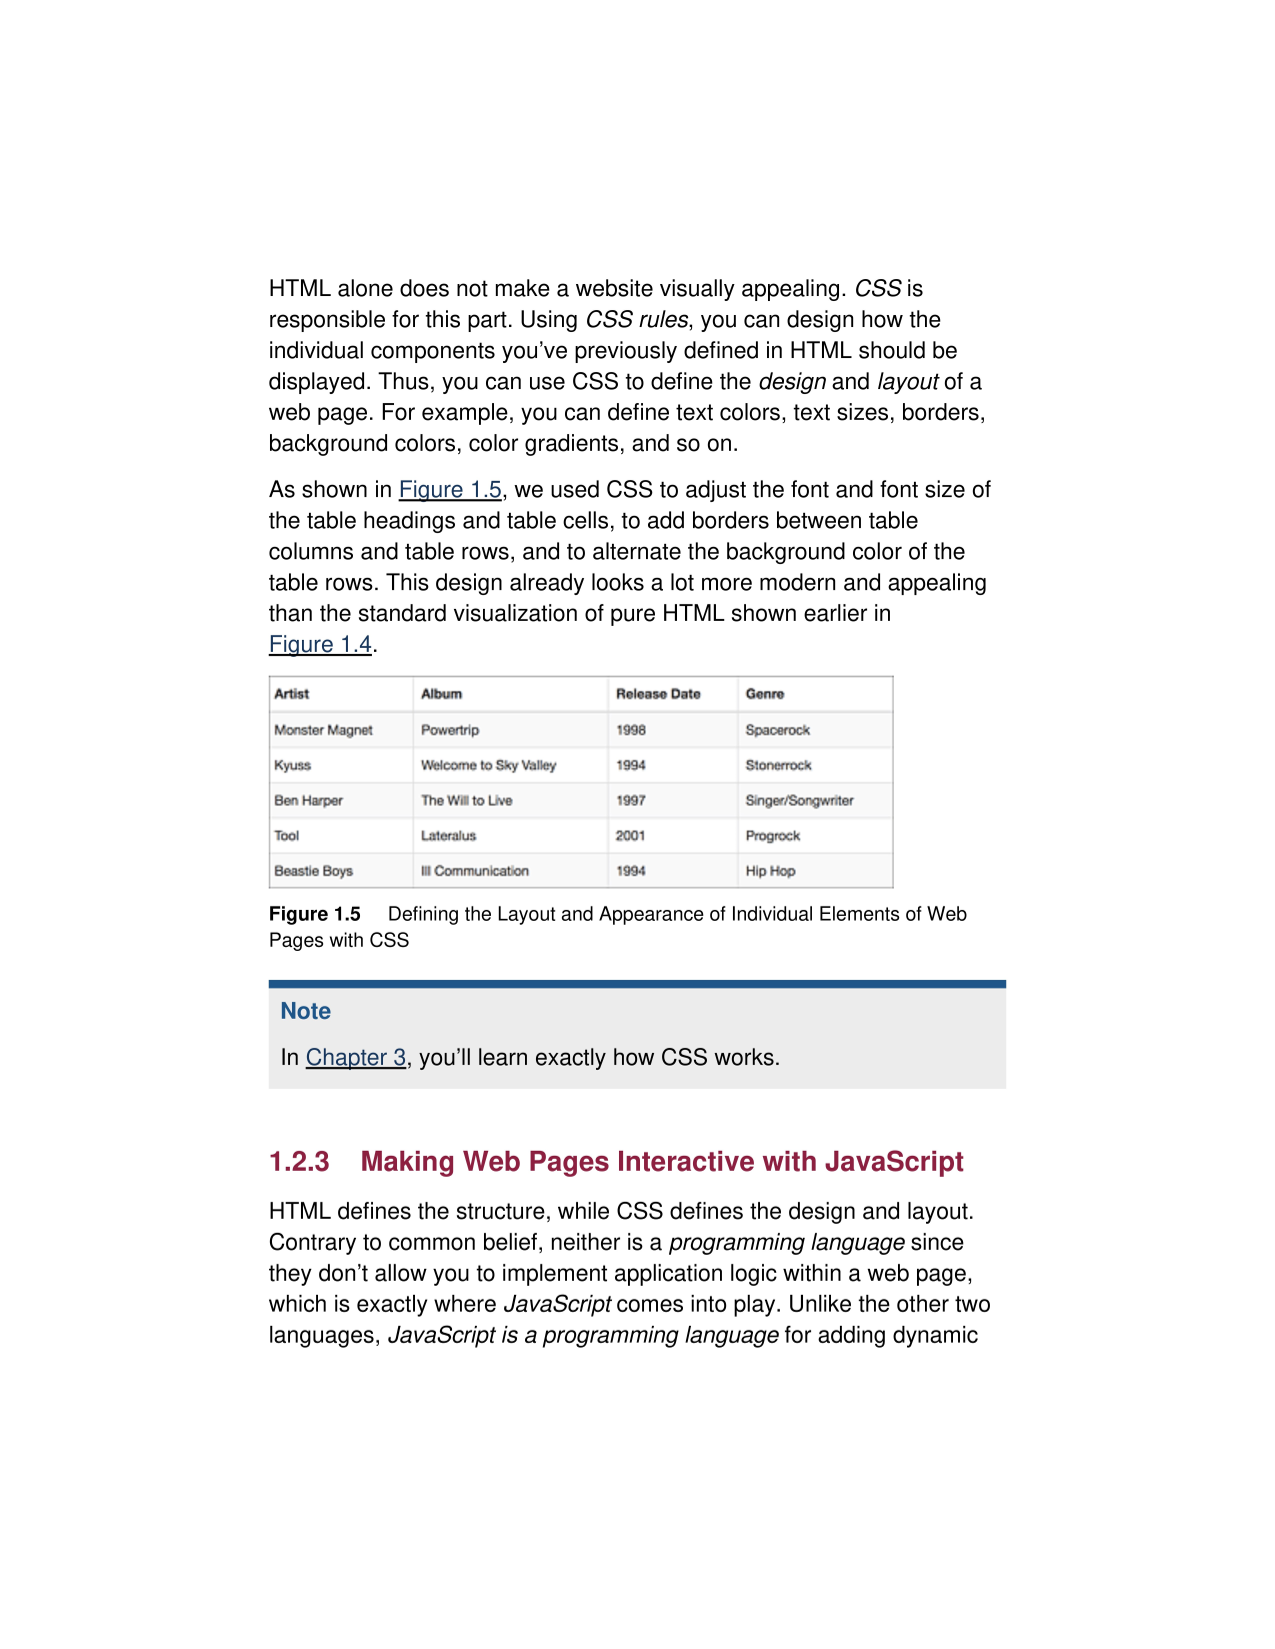 HTML alone does not make a website visually appealing. CSS is
responsible for this part. Using CSS rules, you can design how the
individual components you’ve previously defined in HTML should be
displayed. Thus, you can use CSS to define the design and layout of a
web page. For example, you can define text colors, text sizes, borders,
background colors, color gradients, and so on.
As shown in Figure 1.5, we used CSS to adjust the font and font size of
the table headings and table cells, to add borders between table
columns and table rows, and to alternate the background color of the
table rows. This design already looks a lot more modern and appealing
than the standard visualization of pure HTML shown earlier in
Figure 1.4.
Artist Album Release Date Genre
Monster Magnet Powertrip 1998 Spacerock
Kyuss Welcome to Sky Valley 1994 Stonerrock
Ben Harper The Will to Live 1997 Singer/Songwriter
Tool Lateralus 2001 Progrock
Beastie Boys Ill Communication 1994 Hip Hop
Figure 1.5 Defining the Layout and Appearance of Individual Elements of Web
Pages with CSS
Note
In Chapter 3, you’ll learn exactly how CSS works.
1.2.3 Making Web Pages Interactive with JavaScript
HTML defines the structure, while CSS defines the design and layout.
Contrary to common belief, neither is a programming language since
they don’t allow you to implement application logic within a web page,
which is exactly where JavaScript comes into play. Unlike the other two
languages, JavaScript is a programming language for adding dynamic